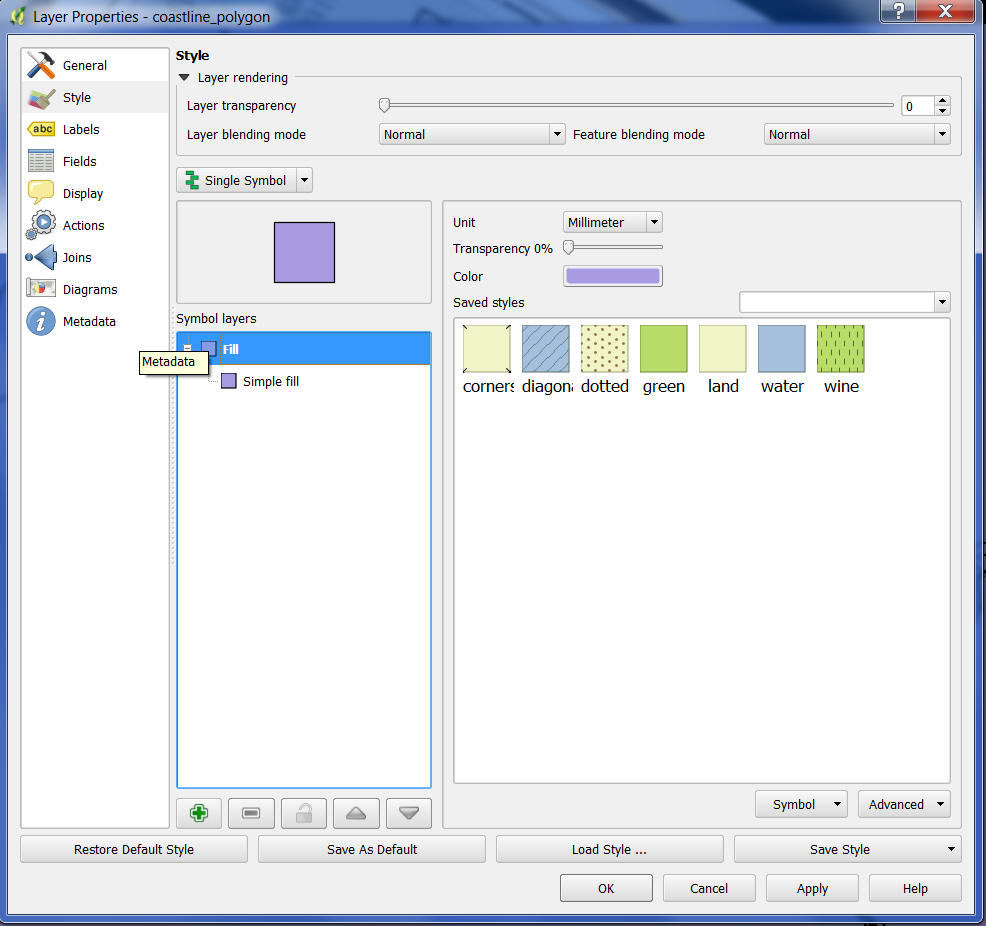 Layer Properties - coastline_polygon
General
Style
Labels
Fields
Display
Actions
Joins
Diagrams
Metadata
Metadata
Style
Layer rendering
Layer transparency 0
Layer blending mode Normal Feature blending mode Normal
Single Symbol
Symbol layers
Fill
Simple fill
Unit Millimeter
Transparency 0%
Color
Saved styles
corners diagona dotted green land water wine
Symbol Advanced
Restore Default Style Save As Default Load Style ... Save Style
OK Cancel Apply Help